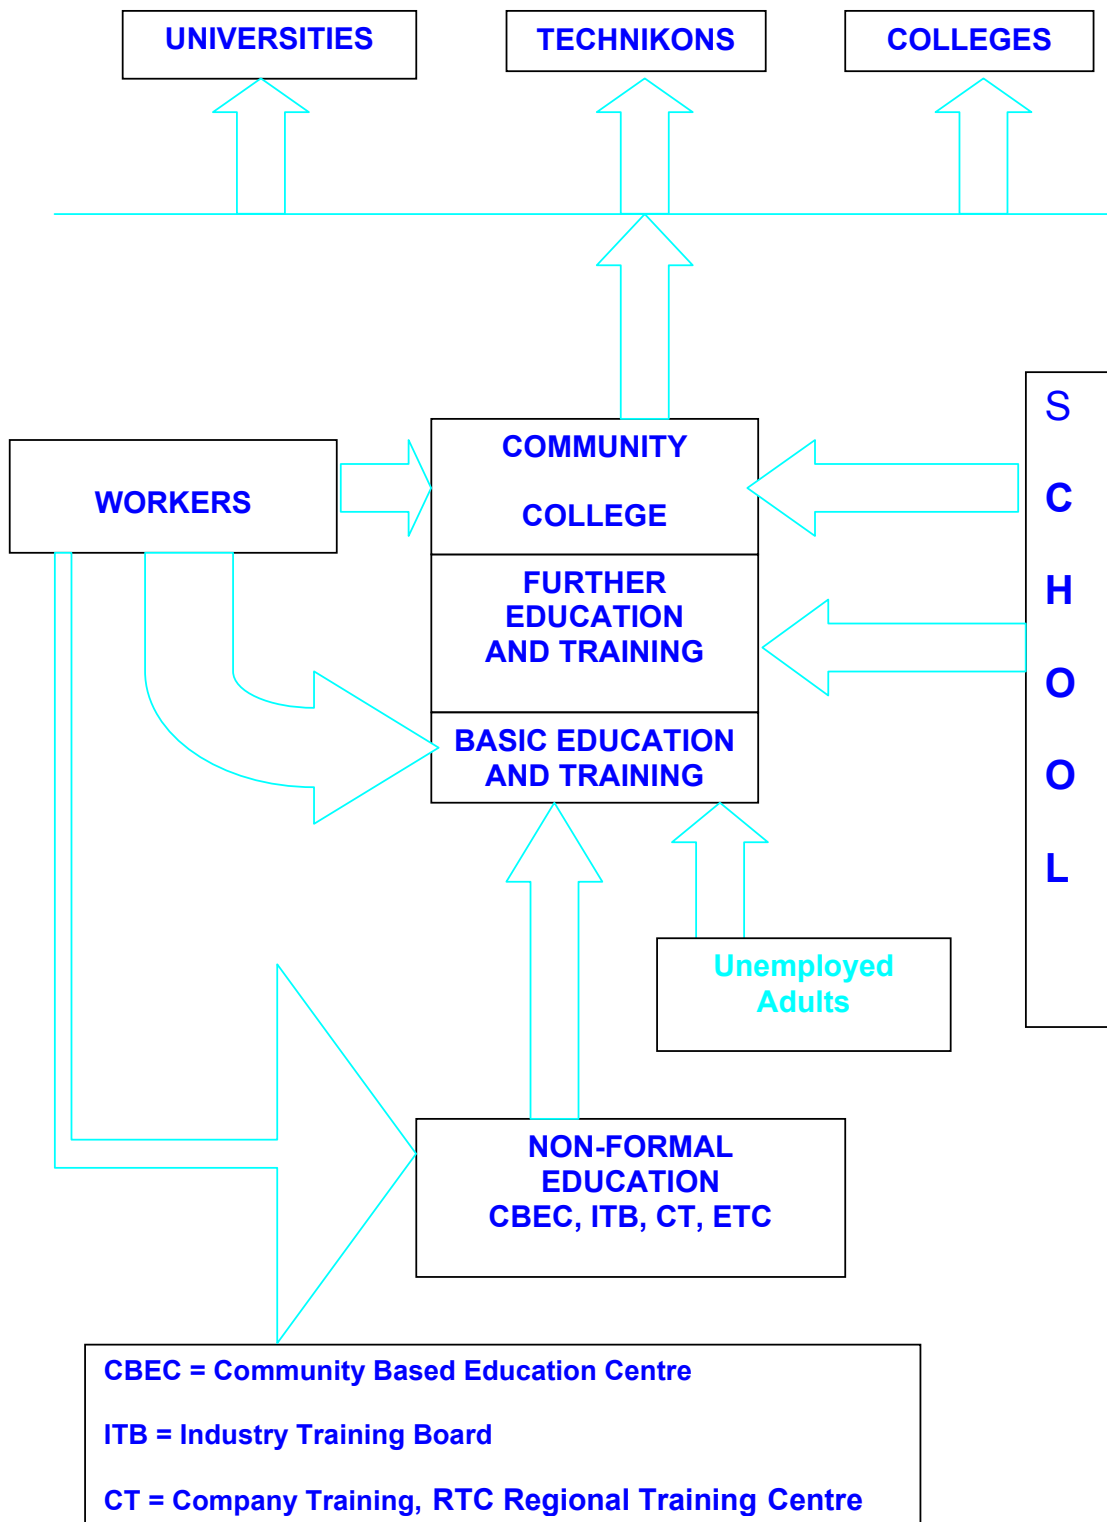 UNIVERSITIES
TECHNIKONS
COLLEGES
WORKERS
COMMUNITY
COLLEGE
FURTHER
EDUCATION
AND TRAINING
BASIC EDUCATION
AND TRAINING
S
C
H
O
O
L
Unemployed
Adults
NON-FORMAL
EDUCATION
CBEC, ITB, CT, ETC
CBEC = Community Based Education Centre
ITB = Industry Training Board
CT = Company Training, RTC Regional Training Centre